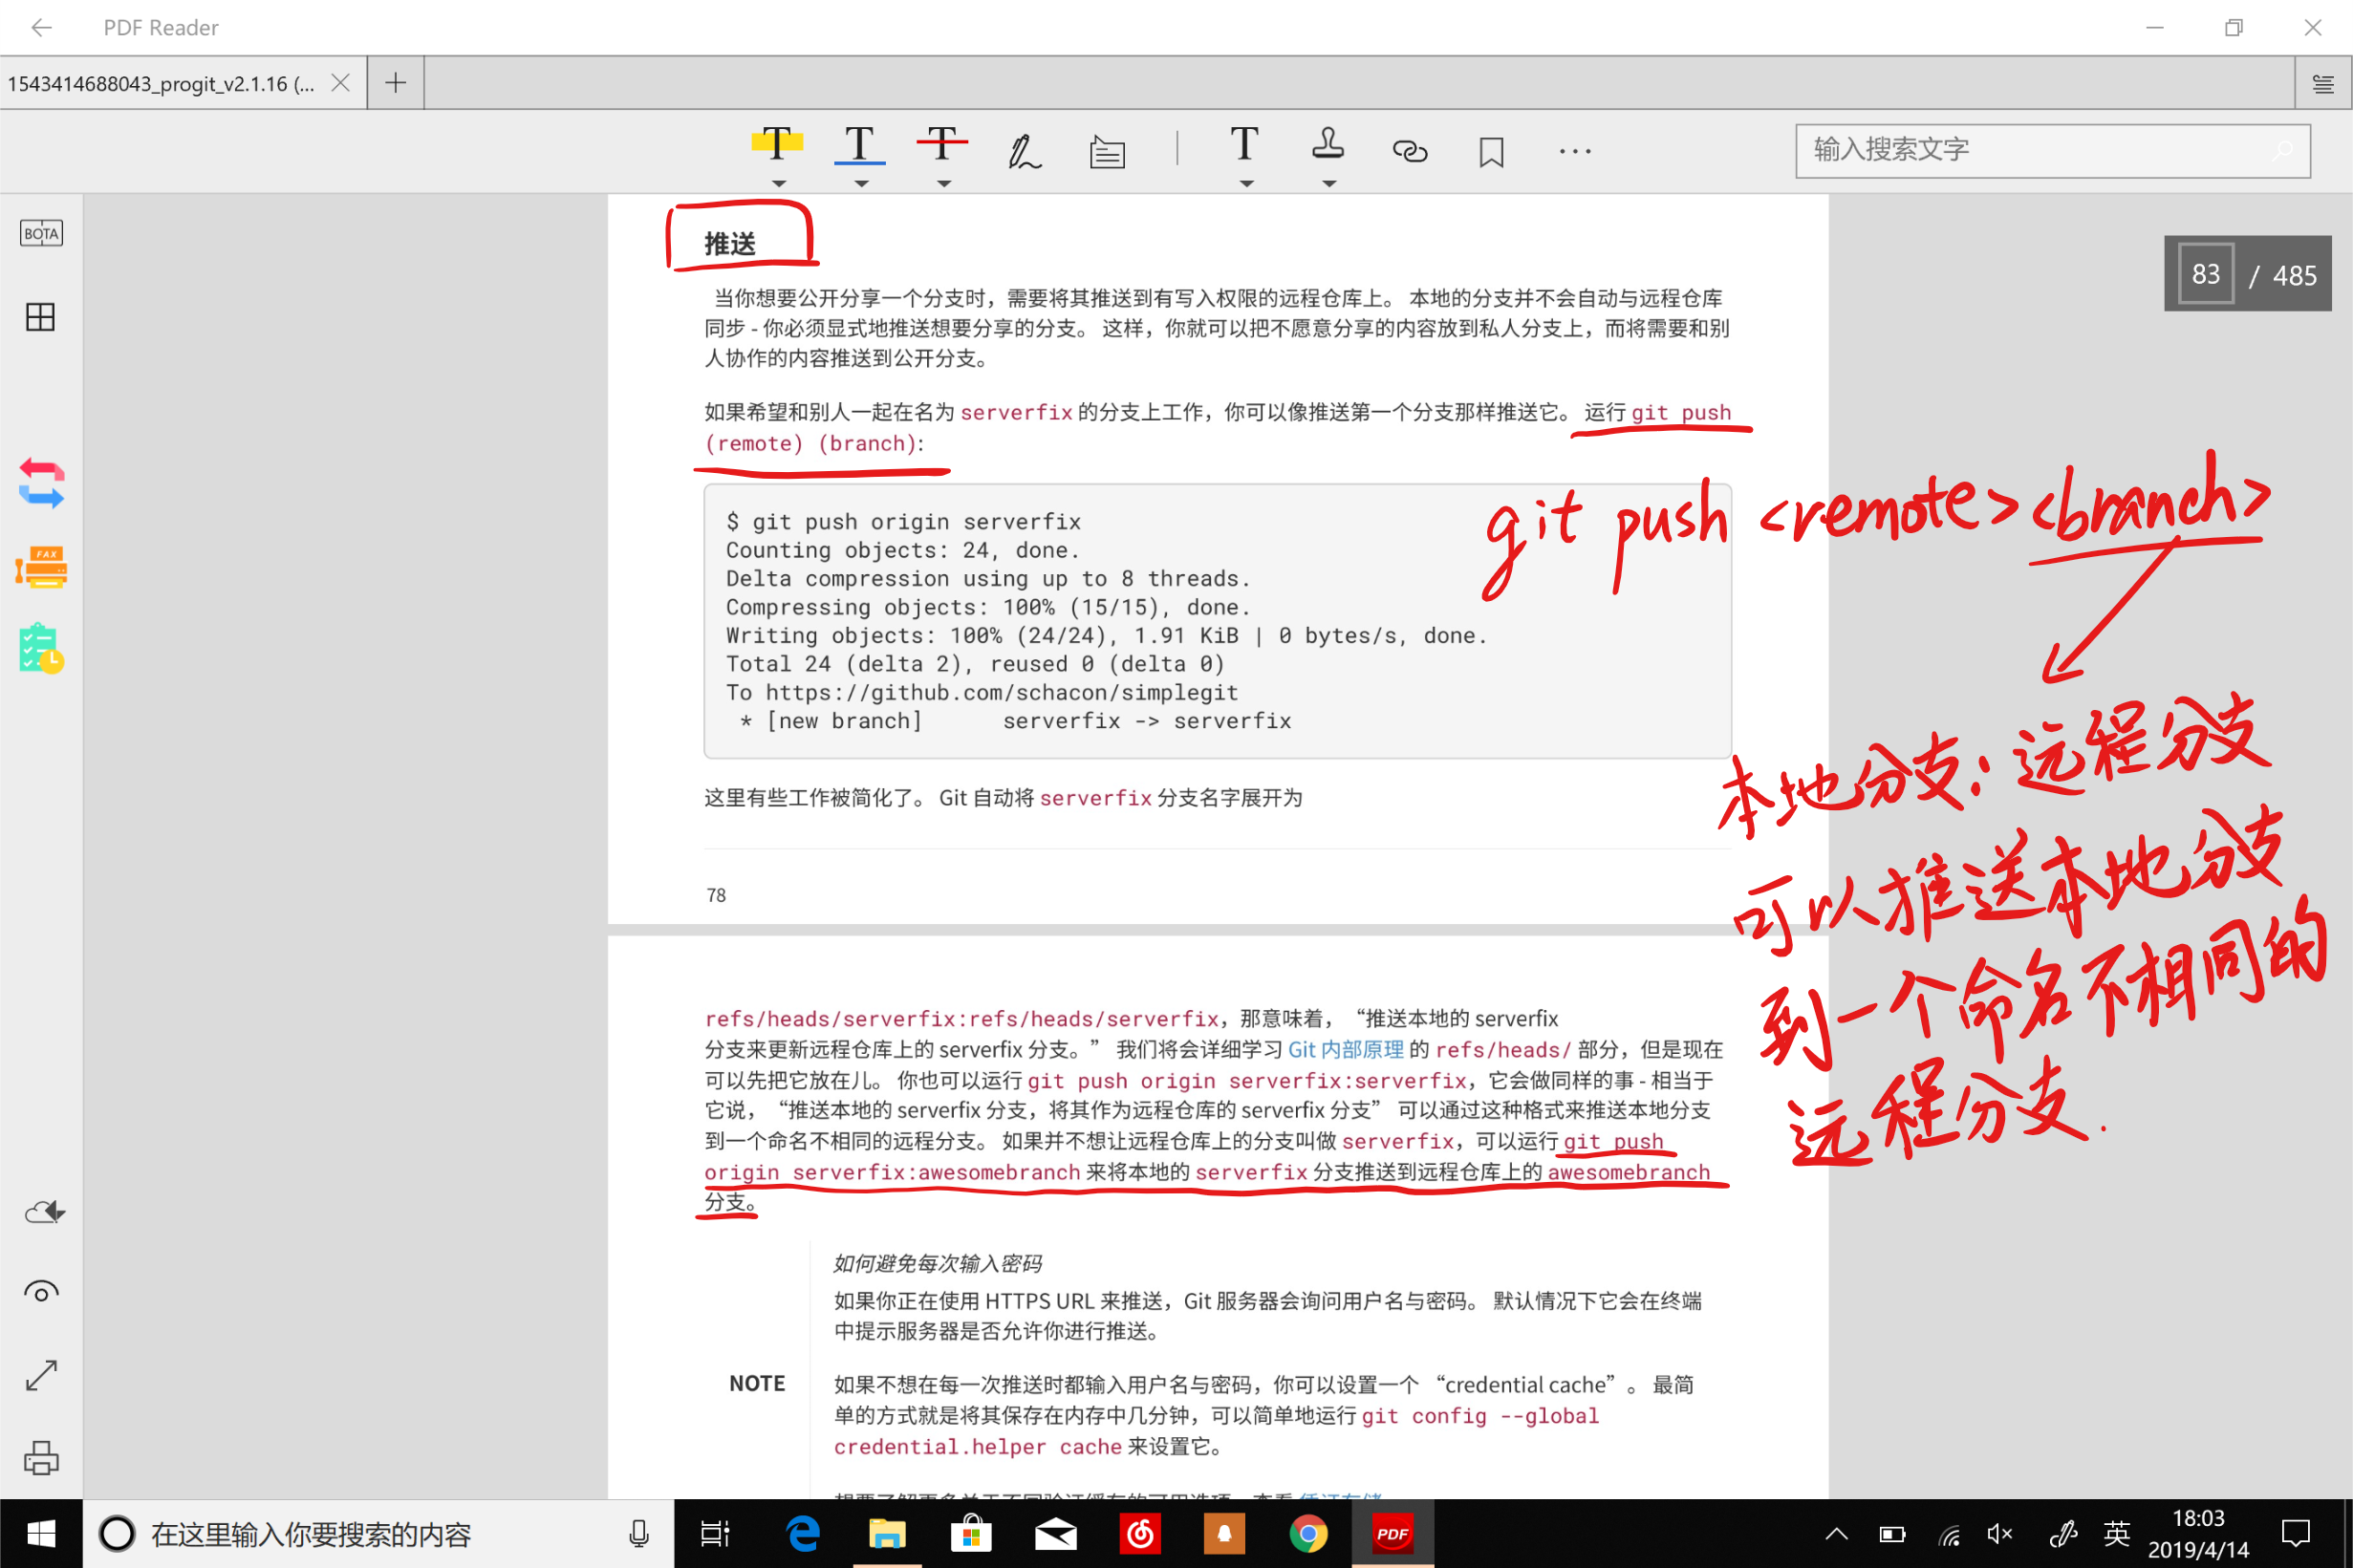 PDF Reader
1543414688043_progit_v2.1.16 (...
输入搜索文字
BOTA
FAX
83 / 485
推送
当你想要公开分享一个分支时，需要将其推送到有写入权限的远程仓库上。 本地的分支并不会自动与远程仓库
同步 - 你必须显式地推送想要分享的分支。 这样，你就可以把不愿意分享的内容放到私人分支上，而将需要和别
人协作的内容推送到公开分支。
如果希望和别人一起在名为 serverfix 的分支上工作，你可以像推送第一个分支那样推送它。 运行 git push
(remote) (branch):
$ git push origin serverfix
Counting objects: 24, done.
Delta compression using up to 8 threads.
Compressing objects: 100% (15/15), done.
Writing objects: 100% (24/24), 1.91 KiB | 0 bytes/s, done.
Total 24 (delta 2), reused 0 (delta 0)
To https://github.com/schacon/simplegit
* [new branch]      serverfix -> serverfix
git push <remote> <branch>
本地分支:远程分支
可以推送本地分支
到一个命名不相同的
远程分支.
这里有些工作被简化了。 Git 自动将 serverfix 分支名字展开为
78
refs/heads/serverfix:refs/heads/serverfix，那意味着，“推送本地的 serverfix
分支来更新远程仓库上的 serverfix 分支。” 我们将会详细学习 Git 内部原理 的 refs/heads/ 部分，但是现在
可以先把它放在儿。 你也可以运行 git push origin serverfix:serverfix，它会做同样的事 - 相当于
它说，“推送本地的 serverfix 分支，将其作为远程仓库的 serverfix 分支” 可以通过这种格式来推送本地分支
到一个命名不相同的远程分支。 如果并不想让远程仓库上的分支叫做 serverfix，可以运行 git push
origin serverfix:awesomebranch 来将本地的 serverfix 分支推送到远程仓库上的 awesomebranch
分支。
如何避免每次输入密码
如果你正在使用 HTTPS URL 来推送，Git 服务器会询问用户名与密码。 默认情况下它会在终端
中提示服务器是否允许你进行推送。
NOTE
如果不想在每一次推送时都输入用户名与密码，你可以设置一个 “credential cache”。 最简
单的方式就是将其保存在内存中几分钟，可以简单地运行 git config --global
credential.helper cache 来设置它。
在这里输入你要搜索的内容
PDF
英
18:03
2019/4/14